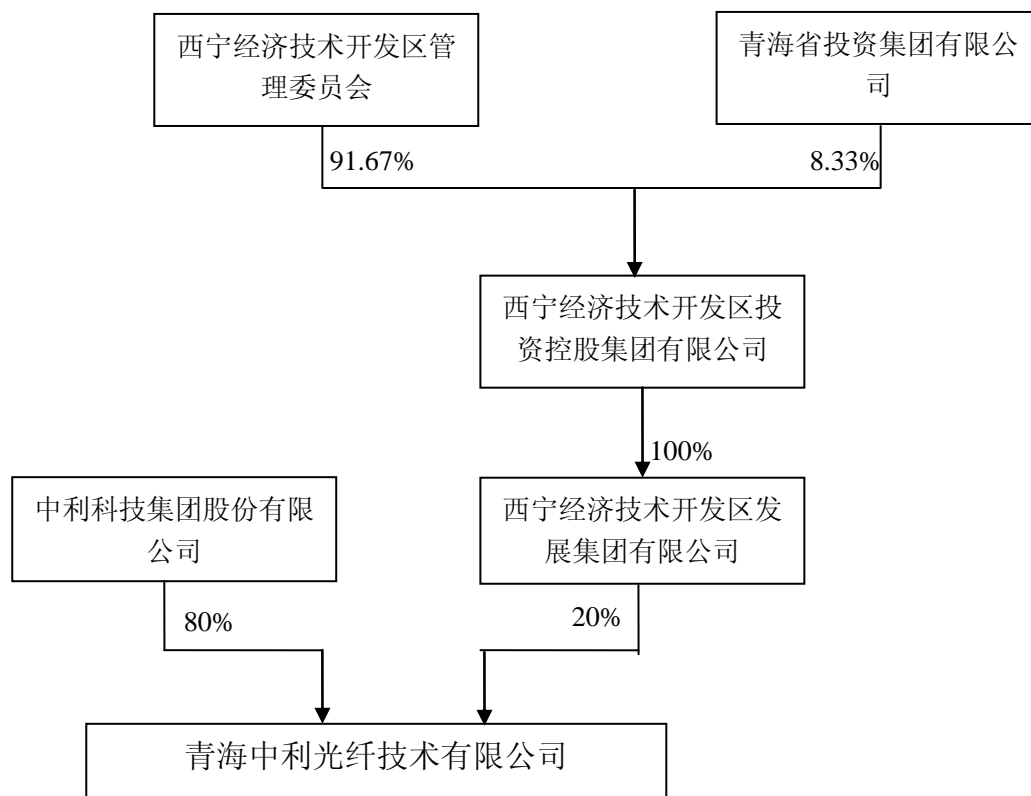 西宁经济技术开发区管
理委员会
青海省投资集团有限公
司
91.67%
8.33%
西宁经济技术开发区投
资控股集团有限公司
100%
中利科技集团股份有限
公司
西宁经济技术开发区发
展集团有限公司
80%
20%
青海中利光纤技术有限公司